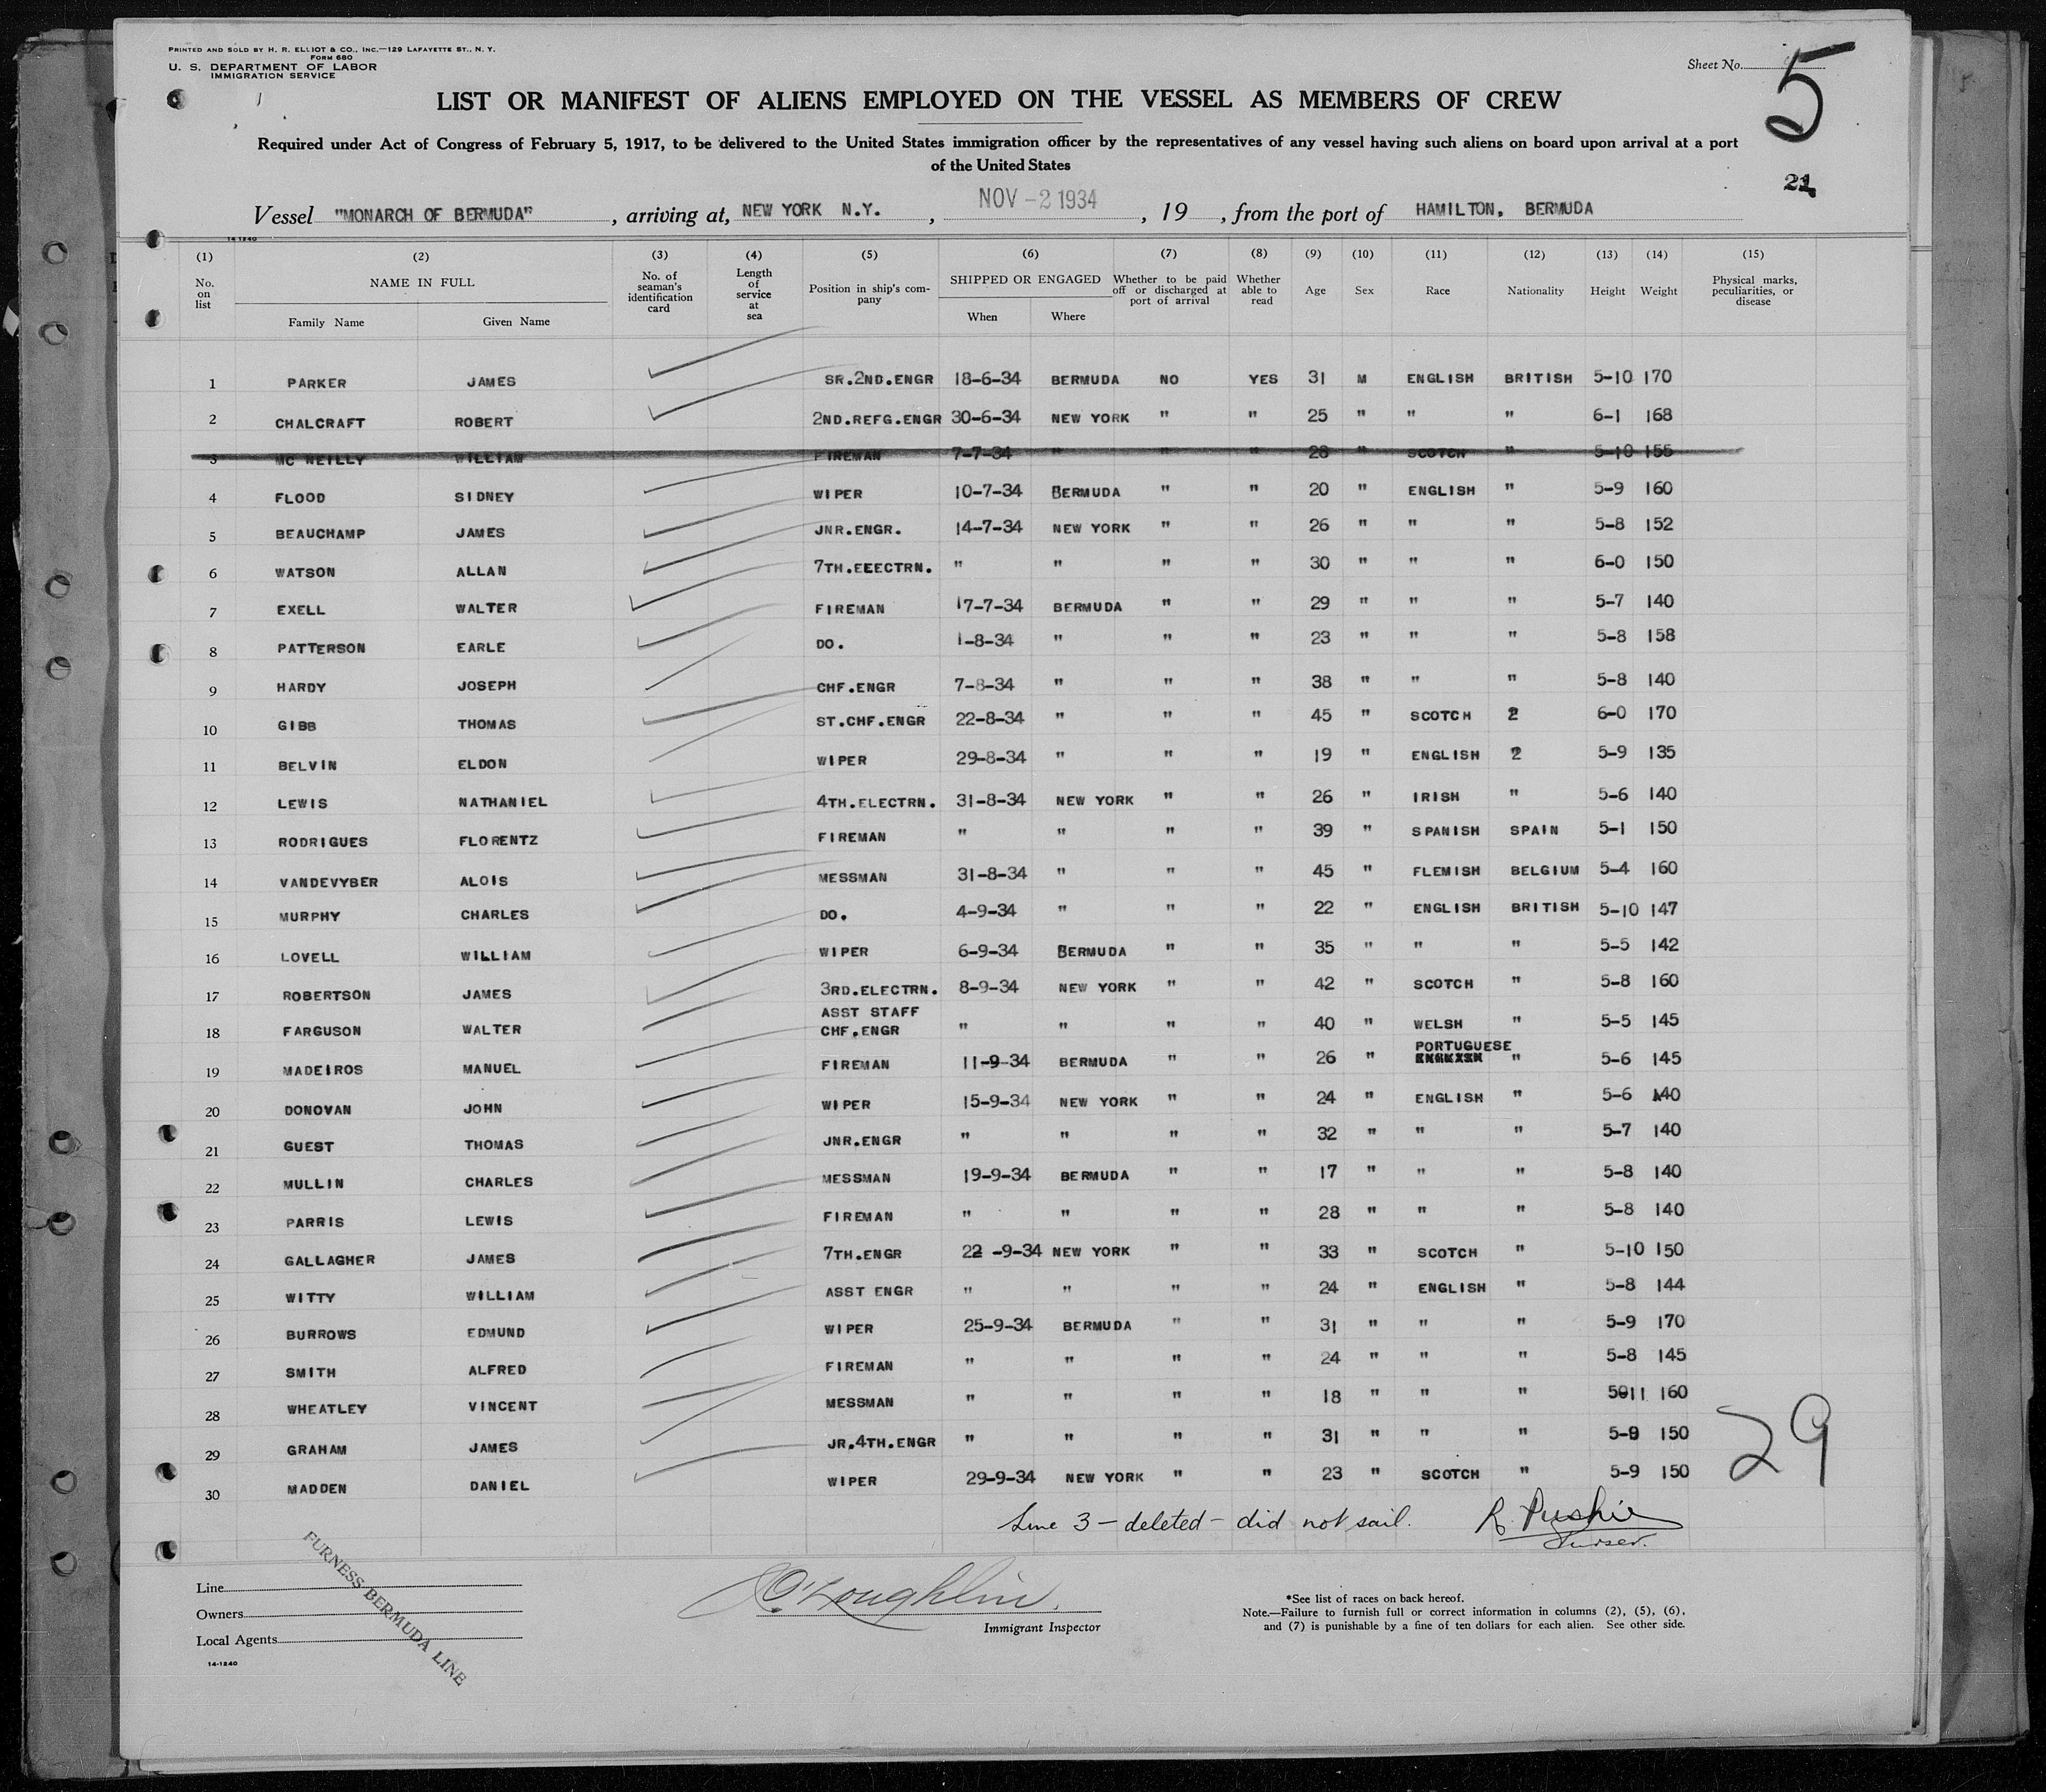 PRINTED AND SOLD BY H. R. ELLIOT & CO., INC.—129 LAFAYETTE ST., N. Y.
FORM 680
U. S. DEPARTMENT OF LABOR
IMMIGRATION SERVICE
Sheet No. 5
LIST OR MANIFEST OF ALIENS EMPLOYED ON THE VESSEL AS MEMBERS OF CREW
Required under Act of Congress of February 5, 1917, to be delivered to the United States immigration officer by the representatives of any vessel having such aliens on board upon arrival at a port
of the United States
21
Vessel "MONARCH OF BERMUDA", arriving at, NEW YORK N.Y., NOV -2 1934, 19, from the port of HAMILTON, BERMUDA
14 1240
(1) (2) (3) (4) (5) (6) (7) (8) (9) (10) (11) (12) (13) (14) (15)
No. on list NAME IN FULL Family Name Given Name No. of seaman's identification card Length of service at sea Position in ship's company SHIPPED OR ENGAGED When Where Whether to be paid off or discharged at port of arrival Whether able to read Age Sex Race Nationality Height Weight Physical marks, peculiarities, or disease
1 PARKER JAMES SR.2ND.ENGR 18-6-34 BERMUDA NO YES 31 M ENGLISH BRITISH 5-10 170
2 CHALCRAFT ROBERT 2ND.REFG.ENGR 30-6-34 NEW YORK " " 25 " " " 6-1 168
3 MC NEILLY WILLIAM FIREMAN 7-7-34 " " " 28 " SCOTCH " 5-10 155
4 FLOOD SIDNEY WIPER 10-7-34 BERMUDA " " 20 " ENGLISH " 5-9 160
5 BEAUCHAMP JAMES JNR.ENGR. 14-7-34 NEW YORK " " 26 " " " 5-8 152
6 WATSON ALLAN 7TH.EEECTRN. " " " " 30 " " " 6-0 150
7 EXELL WALTER FIREMAN 17-7-34 BERMUDA " " 29 " " " 5-7 140
8 PATTERSON EARLE DO. 1-8-34 " " " 23 " " " 5-8 158
9 HARDY JOSEPH CHF.ENGR 7-8-34 " " " 38 " " " 5-8 140
10 GIBB THOMAS ST.CHF.ENGR 22-8-34 " " " 45 " SCOTCH 2 6-0 170
11 BELVIN ELDON WIPER 29-8-34 " " " 19 " ENGLISH 2 5-9 135
12 LEWIS NATHANIEL 4TH.ELECTRN. 31-8-34 NEW YORK " " 26 " IRISH " 5-6 140
13 RODRIGUES FLORENTZ FIREMAN " " " " 39 " SPANISH SPAIN 5-1 150
14 VANDEVYBER ALOIS MESSMAN 31-8-34 " " " 45 " FLEMISH BELGIUM 5-4 160
15 MURPHY CHARLES DO. 4-9-34 " " " 22 " ENGLISH BRITISH 5-10 147
16 LOVELL WILLIAM WIPER 6-9-34 BERMUDA " " 35 " " " 5-5 142
17 ROBERTSON JAMES 3RD.ELECTRN. 8-9-34 NEW YORK " " 42 " SCOTCH " 5-8 160
18 FARGUSON WALTER ASST STAFF CHF.ENGR " " " " 40 " WELSH " 5-5 145
19 MADEIROS MANUEL FIREMAN 11-9-34 BERMUDA " " 26 " PORTUGUESE " 5-6 145
20 DONOVAN JOHN WIPER 15-9-34 NEW YORK " " 24 " ENGLISH " 5-6 140
21 GUEST THOMAS JNR.ENGR " " " " 32 " " " 5-7 140
22 MULLIN CHARLES MESSMAN 19-9-34 BERMUDA " " 17 " " " 5-8 140
23 PARRIS LEWIS FIREMAN " " " " 28 " " " 5-8 140
24 GALLAGHER JAMES 7TH.ENGR 22 -9-34 NEW YORK " " 33 " SCOTCH " 5-10 150
25 WITTY WILLIAM ASST ENGR " " " " 24 " ENGLISH " 5-8 144
26 BURROWS EDMUND WIPER 25-9-34 BERMUDA " " 31 " " " 5-9 170
27 SMITH ALFRED FIREMAN " " " " 24 " " " 5-8 145
28 WHEATLEY VINCENT MESSMAN " " " " 18 " " " 5011 160
29 GRAHAM JAMES JR.4TH.ENGR " " " " 31 " " " 5-9 150
30 MADDEN DANIEL WIPER 29-9-34 NEW YORK " " 23 " SCOTCH " 5-9 150
29
Line 3 — deleted — did not sail. R. Pushie
Purser.
FURNESS BERMUDA LINE
Line
Owners
Local Agents
14-1240
O'Loughlin.
Immigrant Inspector
*See list of races on back hereof.
Note.—Failure to furnish full or correct information in columns (2), (5), (6),
and (7) is punishable by a fine of ten dollars for each alien. See other side.